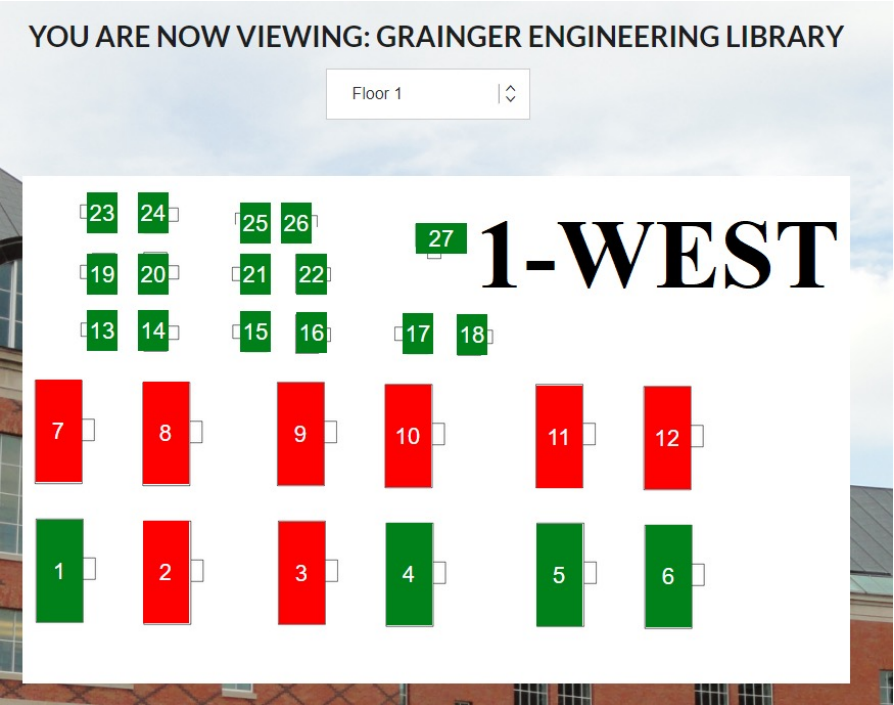 YOU ARE NOW VIEWING: GRAINGER ENGINEERING LIBRARY
Floor 1
1-WEST
23 24 25 26 27
19 20 21 22
13 14 15 16 17 18
7 8 9 10 11 12
1 2 3 4 5 6